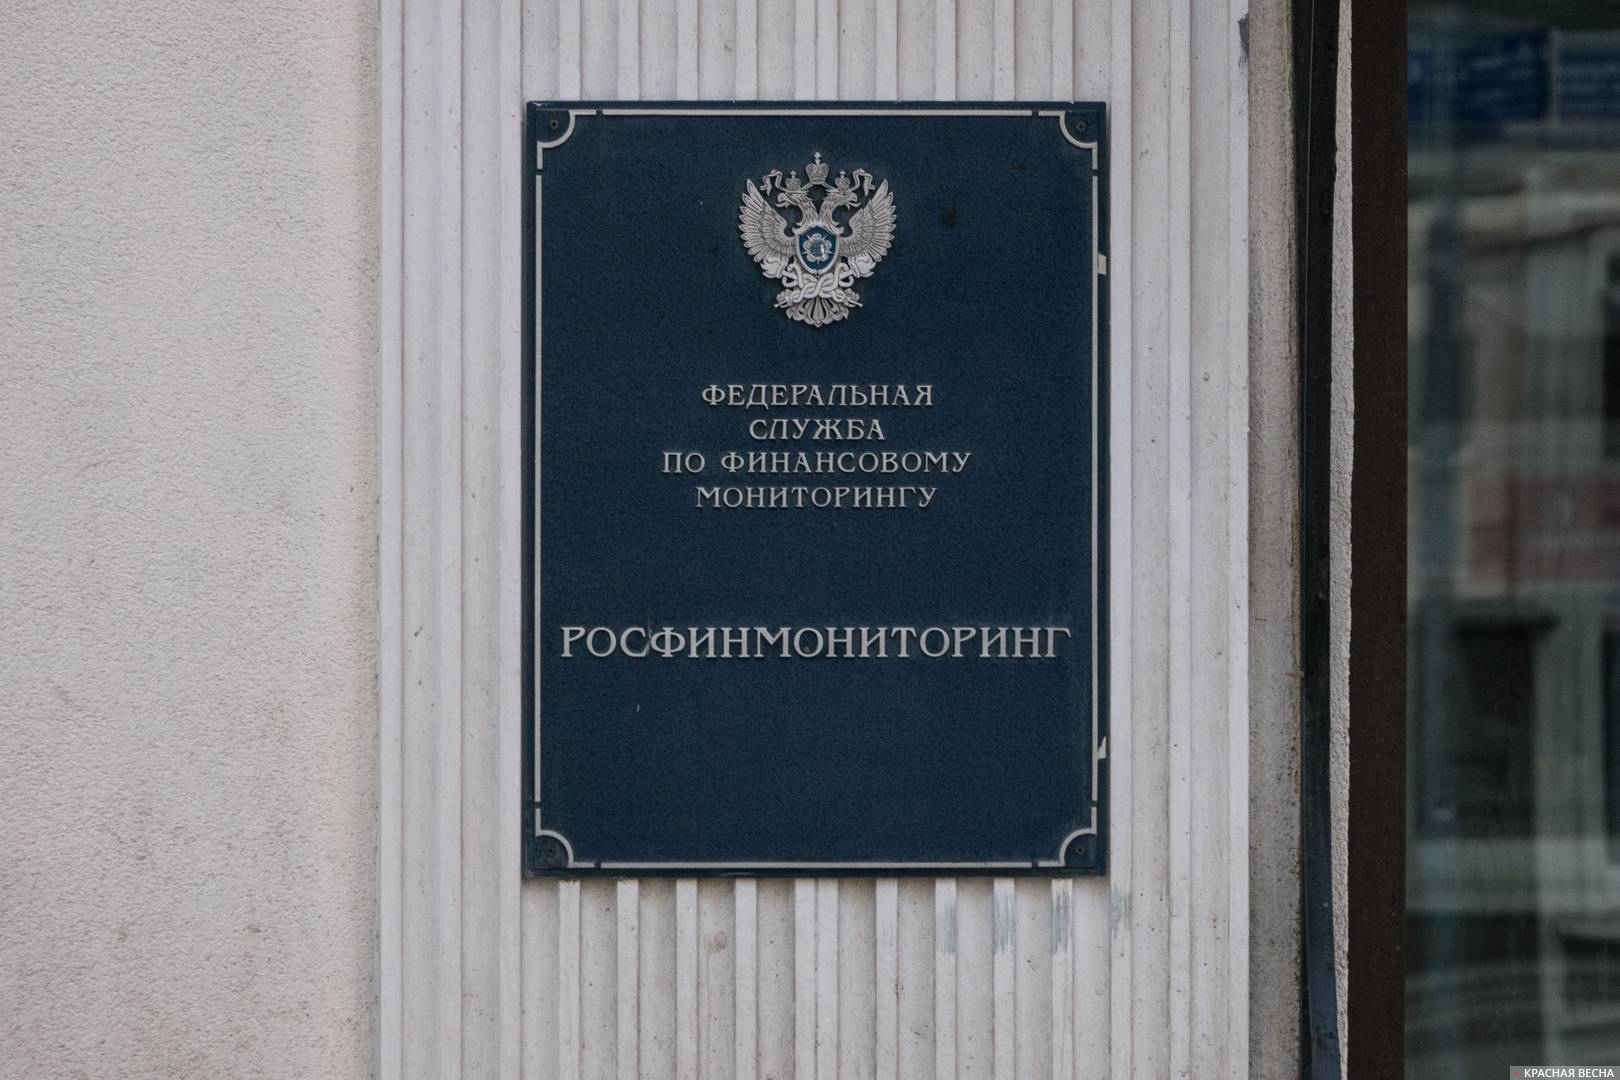 ФЕДЕРАЛЬНАЯ
СЛУЖБА
ПО ФИНАНСОВОМУ
МОНИТОРИНГУ
РОСФИНМОНИТОРИНГ
КРАСНАЯ ВЕСНА